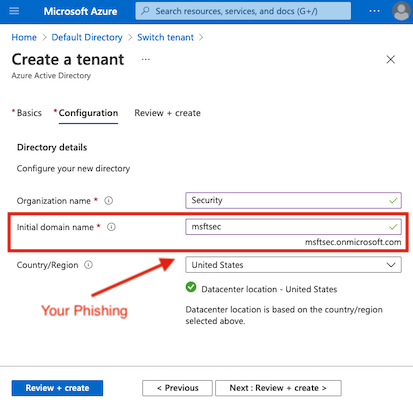 Microsoft Azure
Search resources, services, and docs (G+/)
...
Home > Default Directory > Switch tenant >
Create a tenant ...
Azure Active Directory
* Basics * Configuration Review + create
Directory details
Configure your new directory
Organization name * Security
Initial domain name * msftsec
msftsec.onmicrosoft.com
Country/Region United States
Datacenter location - United States
Your Phishing
Datacenter location is based on the country/region
selected above.
Review + create < Previous Next : Review + create >